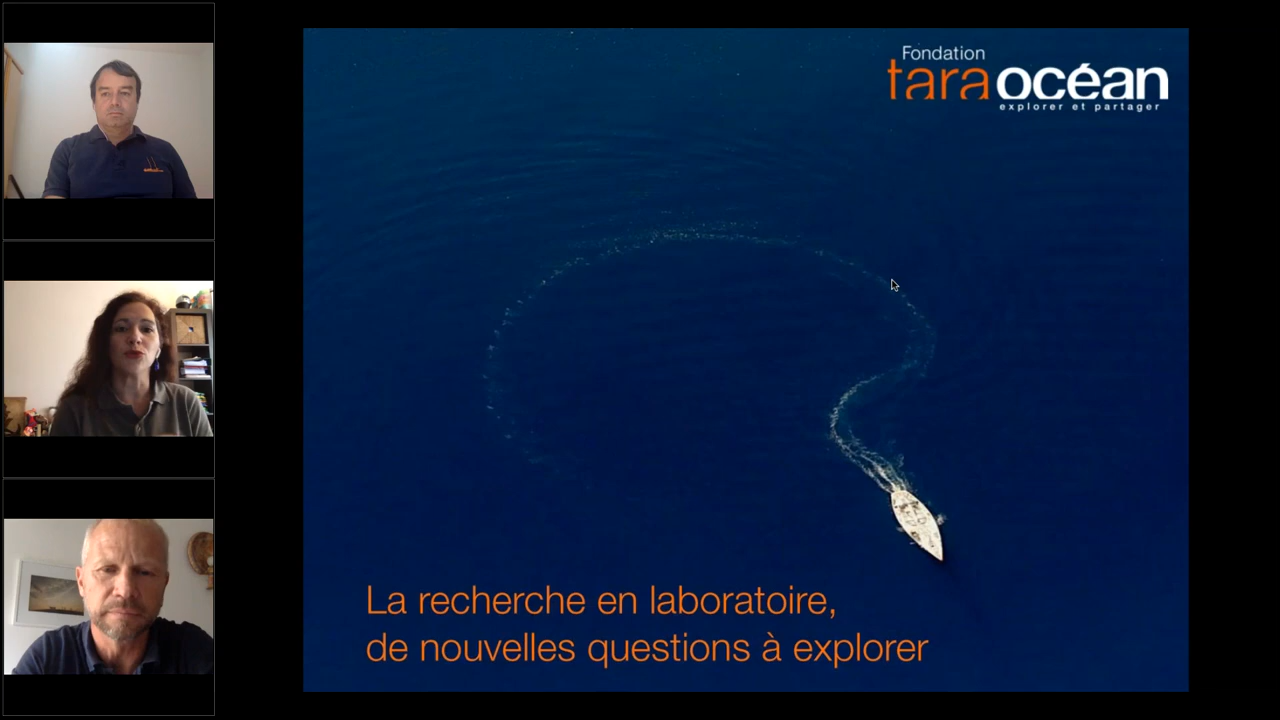 Fondation
tara océan
explorer et partager
La recherche en laboratoire,
de nouvelles questions à explorer